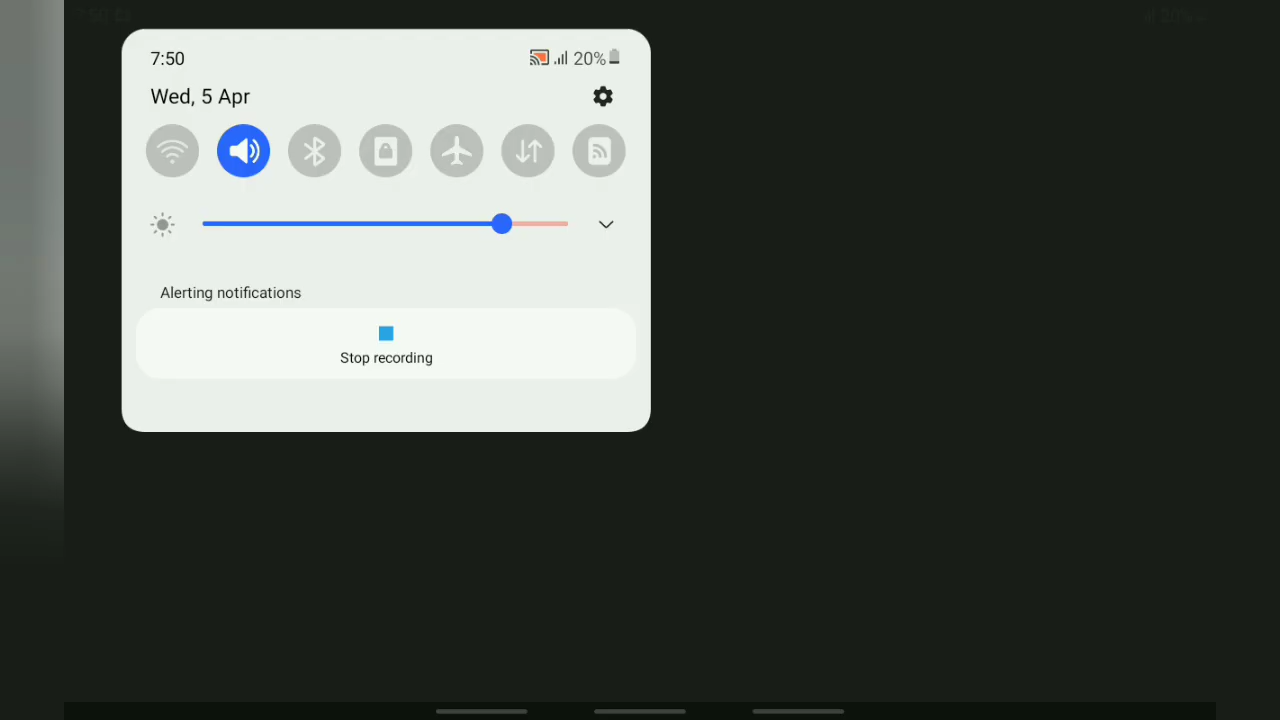 7:50
20%
Wed, 5 Apr
Alerting notifications
Stop recording